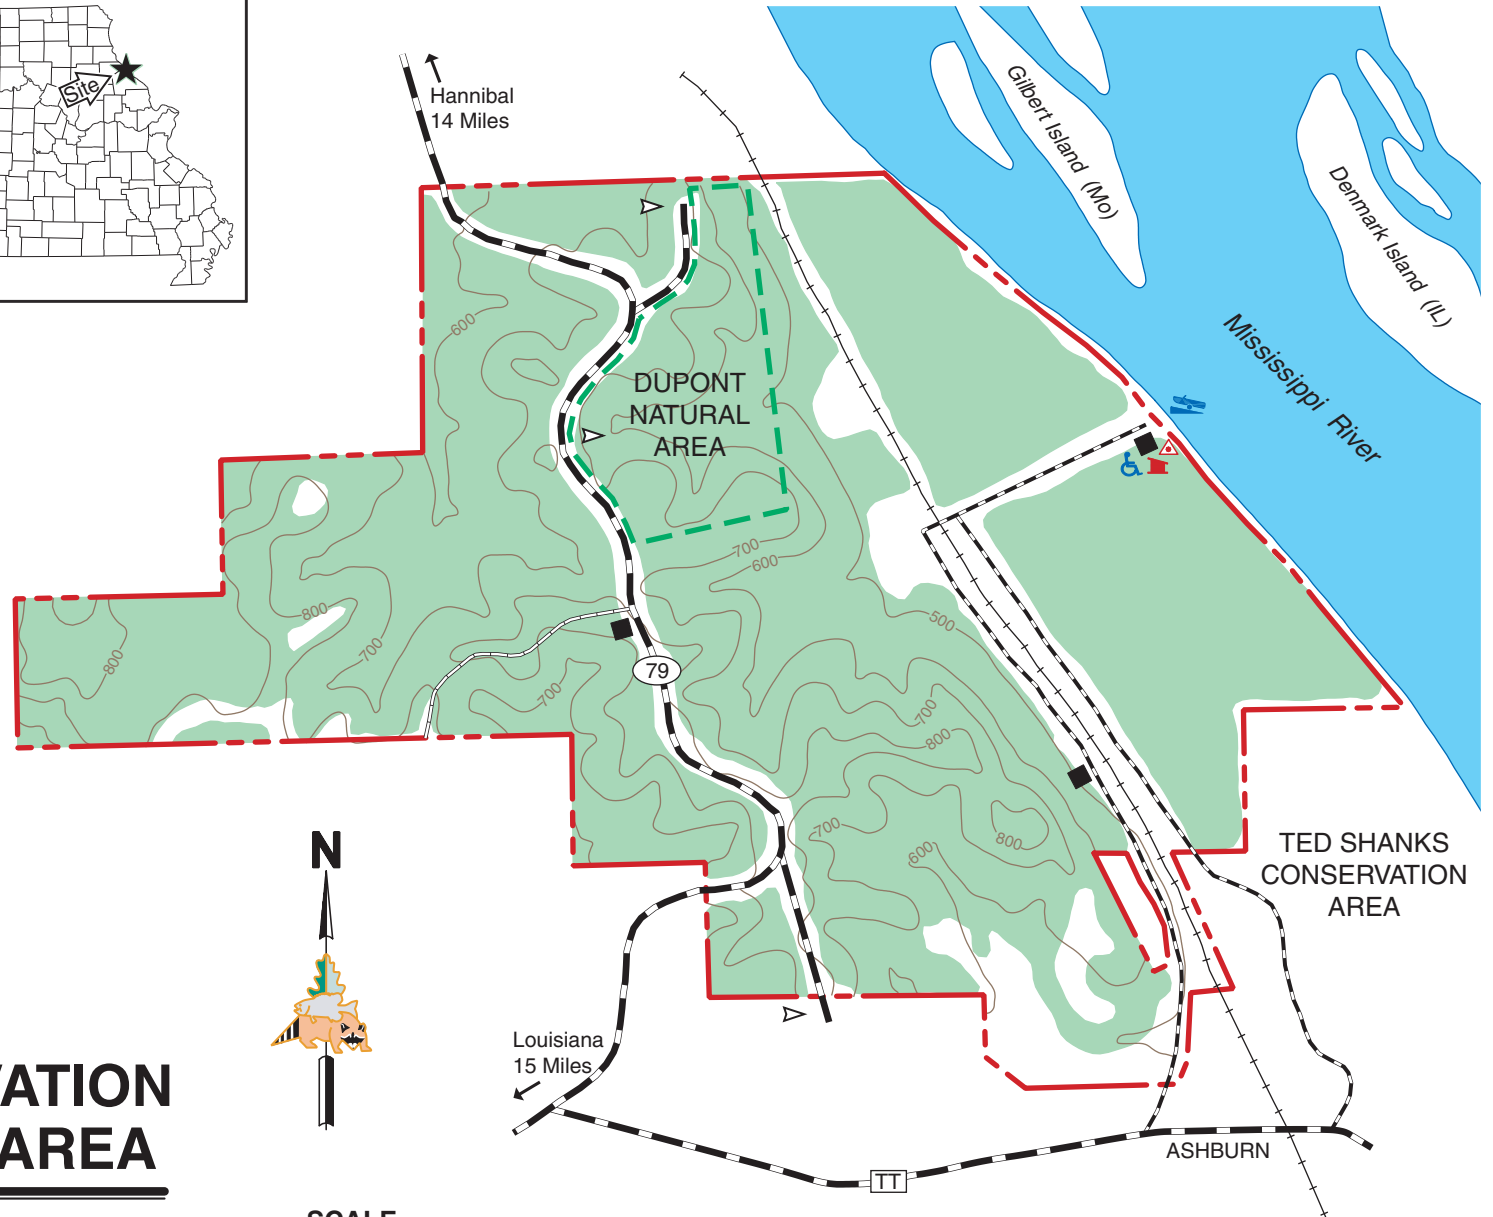 Site
Hannibal
14 Miles
Gilbert Island (Mo)
Denmark Island (IL)
Mississippi River
600
DUPONT
NATURAL
AREA
700
600
500
800
800
700
700
700
800
79
700
600
800
TED SHANKS
CONSERVATION
AREA
N
Louisiana
15 Miles
VATION
AREA
ASHBURN
TT
SCALE